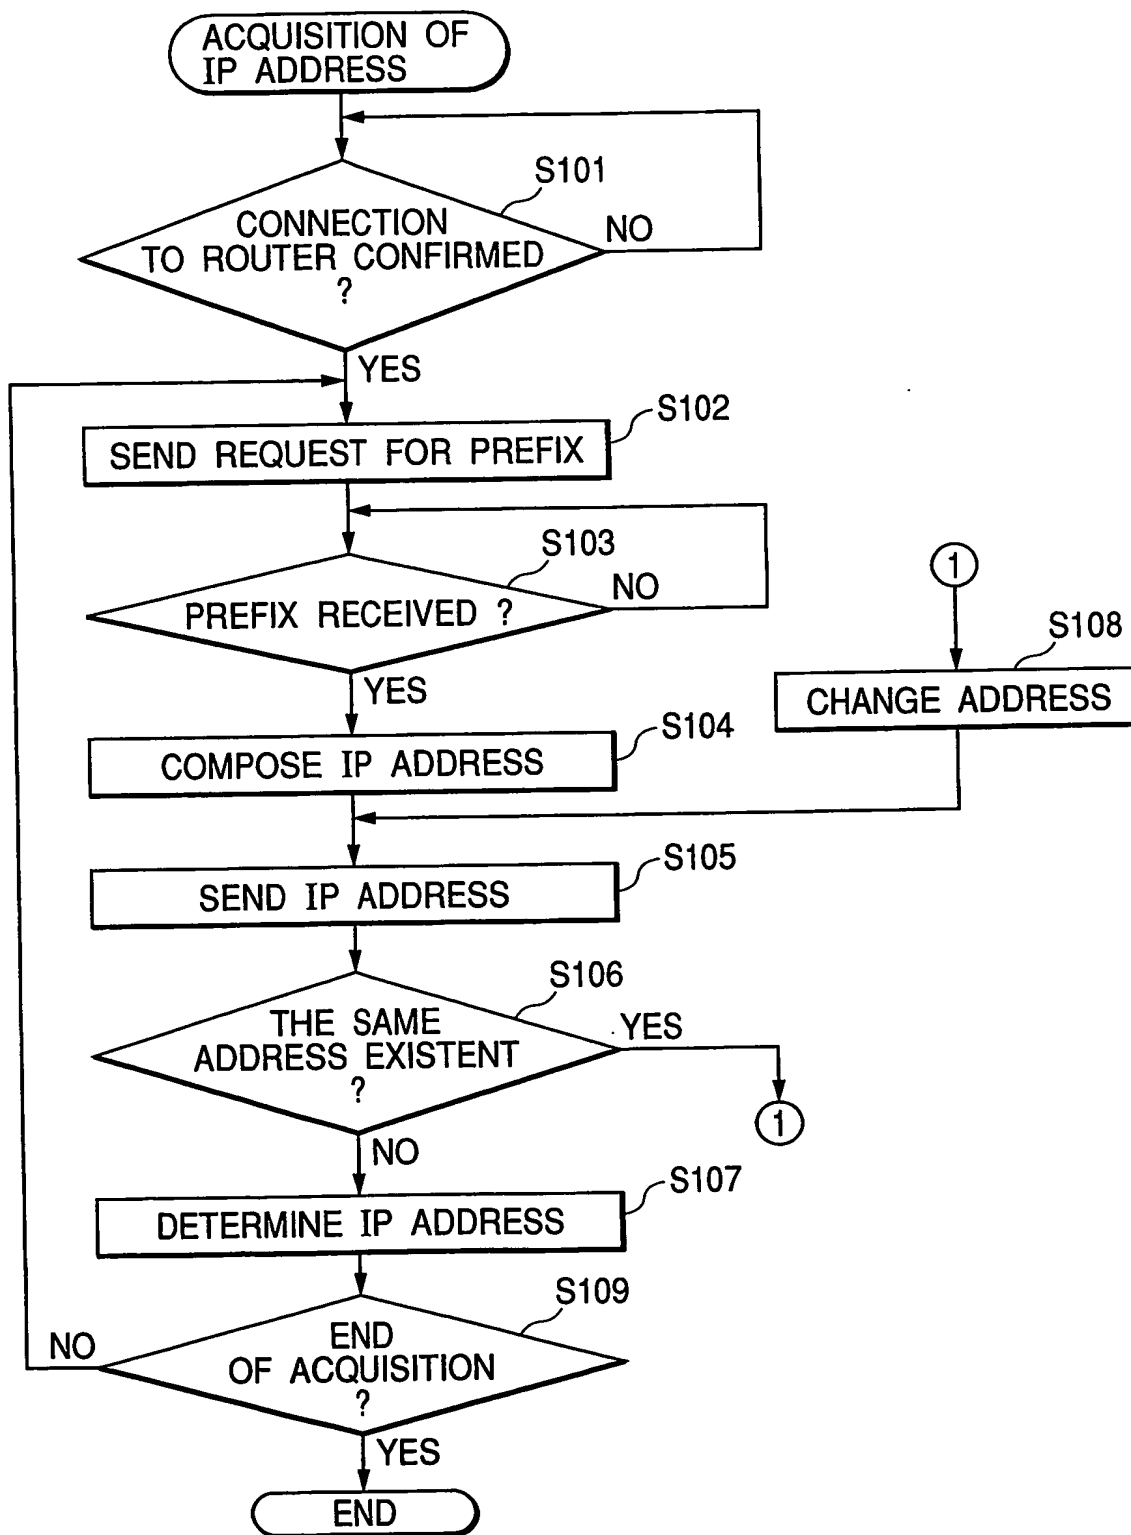 ACQUISITION OF
IP ADDRESS
S101
CONNECTION
TO ROUTER CONFIRMED
?
NO
YES
S102
SEND REQUEST FOR PREFIX
S103
PREFIX RECEIVED ?
NO
YES
1
S108
CHANGE ADDRESS
S104
COMPOSE IP ADDRESS
S105
SEND IP ADDRESS
S106
THE SAME
ADDRESS EXISTENT
?
YES
1
NO
S107
DETERMINE IP ADDRESS
S109
END
OF ACQUISITION
?
NO
YES
END